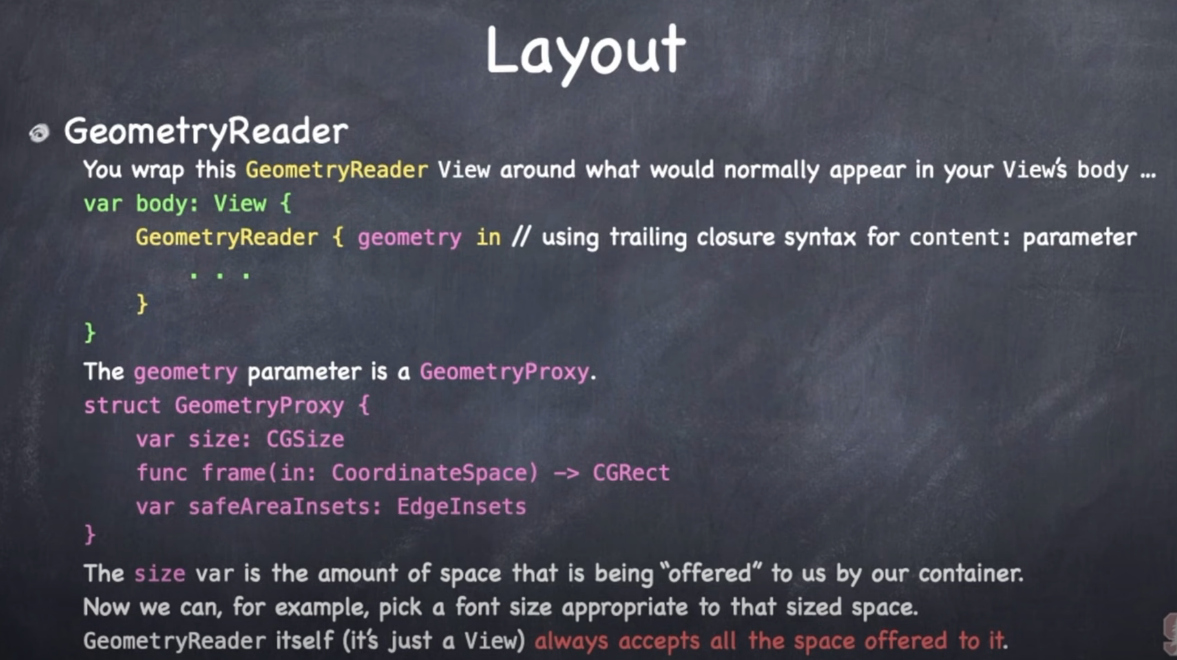 Layout
GeometryReader
You wrap this GeometryReader View around what would normally appear in your View's body ...
var body: View {
GeometryReader { geometry in // using trailing closure syntax for content: parameter
. . .
}
}
The geometry parameter is a GeometryProxy.
struct GeometryProxy {
var size: CGSize
func frame(in: CoordinateSpace) -> CGRect
var safeAreaInsets: EdgeInsets
}
The size var is the amount of space that is being “offered” to us by our container.
Now we can, for example, pick a font size appropriate to that sized space.
GeometryReader itself (it's just a View) always accepts all the space offered to it.